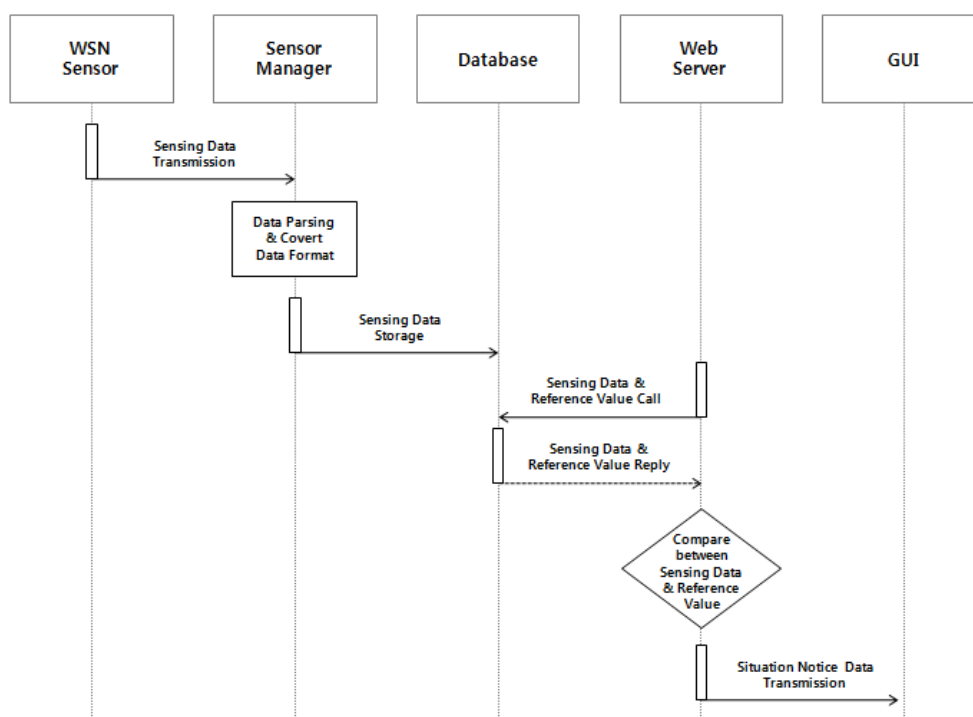 WSN
Sensor
Sensor
Manager
Database
Web
Server
GUI
Sensing Data
Transmission
Data Parsing
& Covert
Data Format
Sensing Data
Storage
Sensing Data &
Reference Value Call
Sensing Data &
Reference Value Reply
Compare
between
Sensing Data
& Reference
Value
Situation Notice Data
Transmission